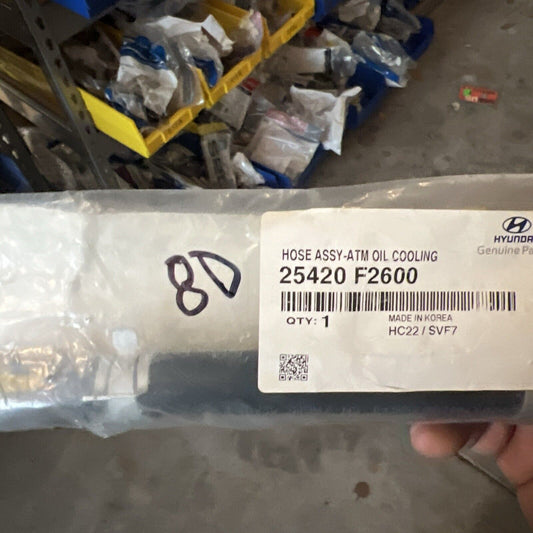 8D
HYUNDAI
Genuine Pa
HOSE ASSY-ATM OIL COOLING
25420 F2600
QTY: 1
MADE IN KOREA
HC22 / SVF7